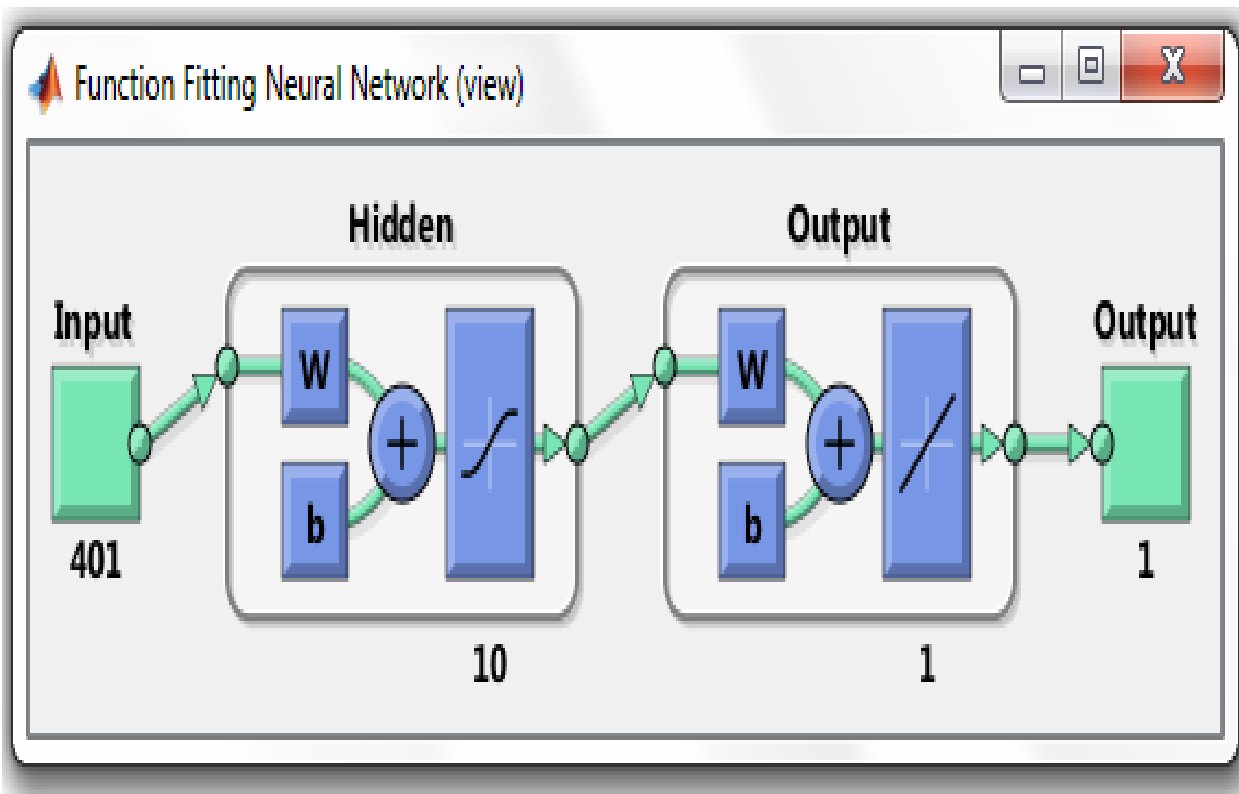 Function Fitting Neural Network (view)
Hidden
Output
Input
Output
W
W
b
b
401
1
10
1